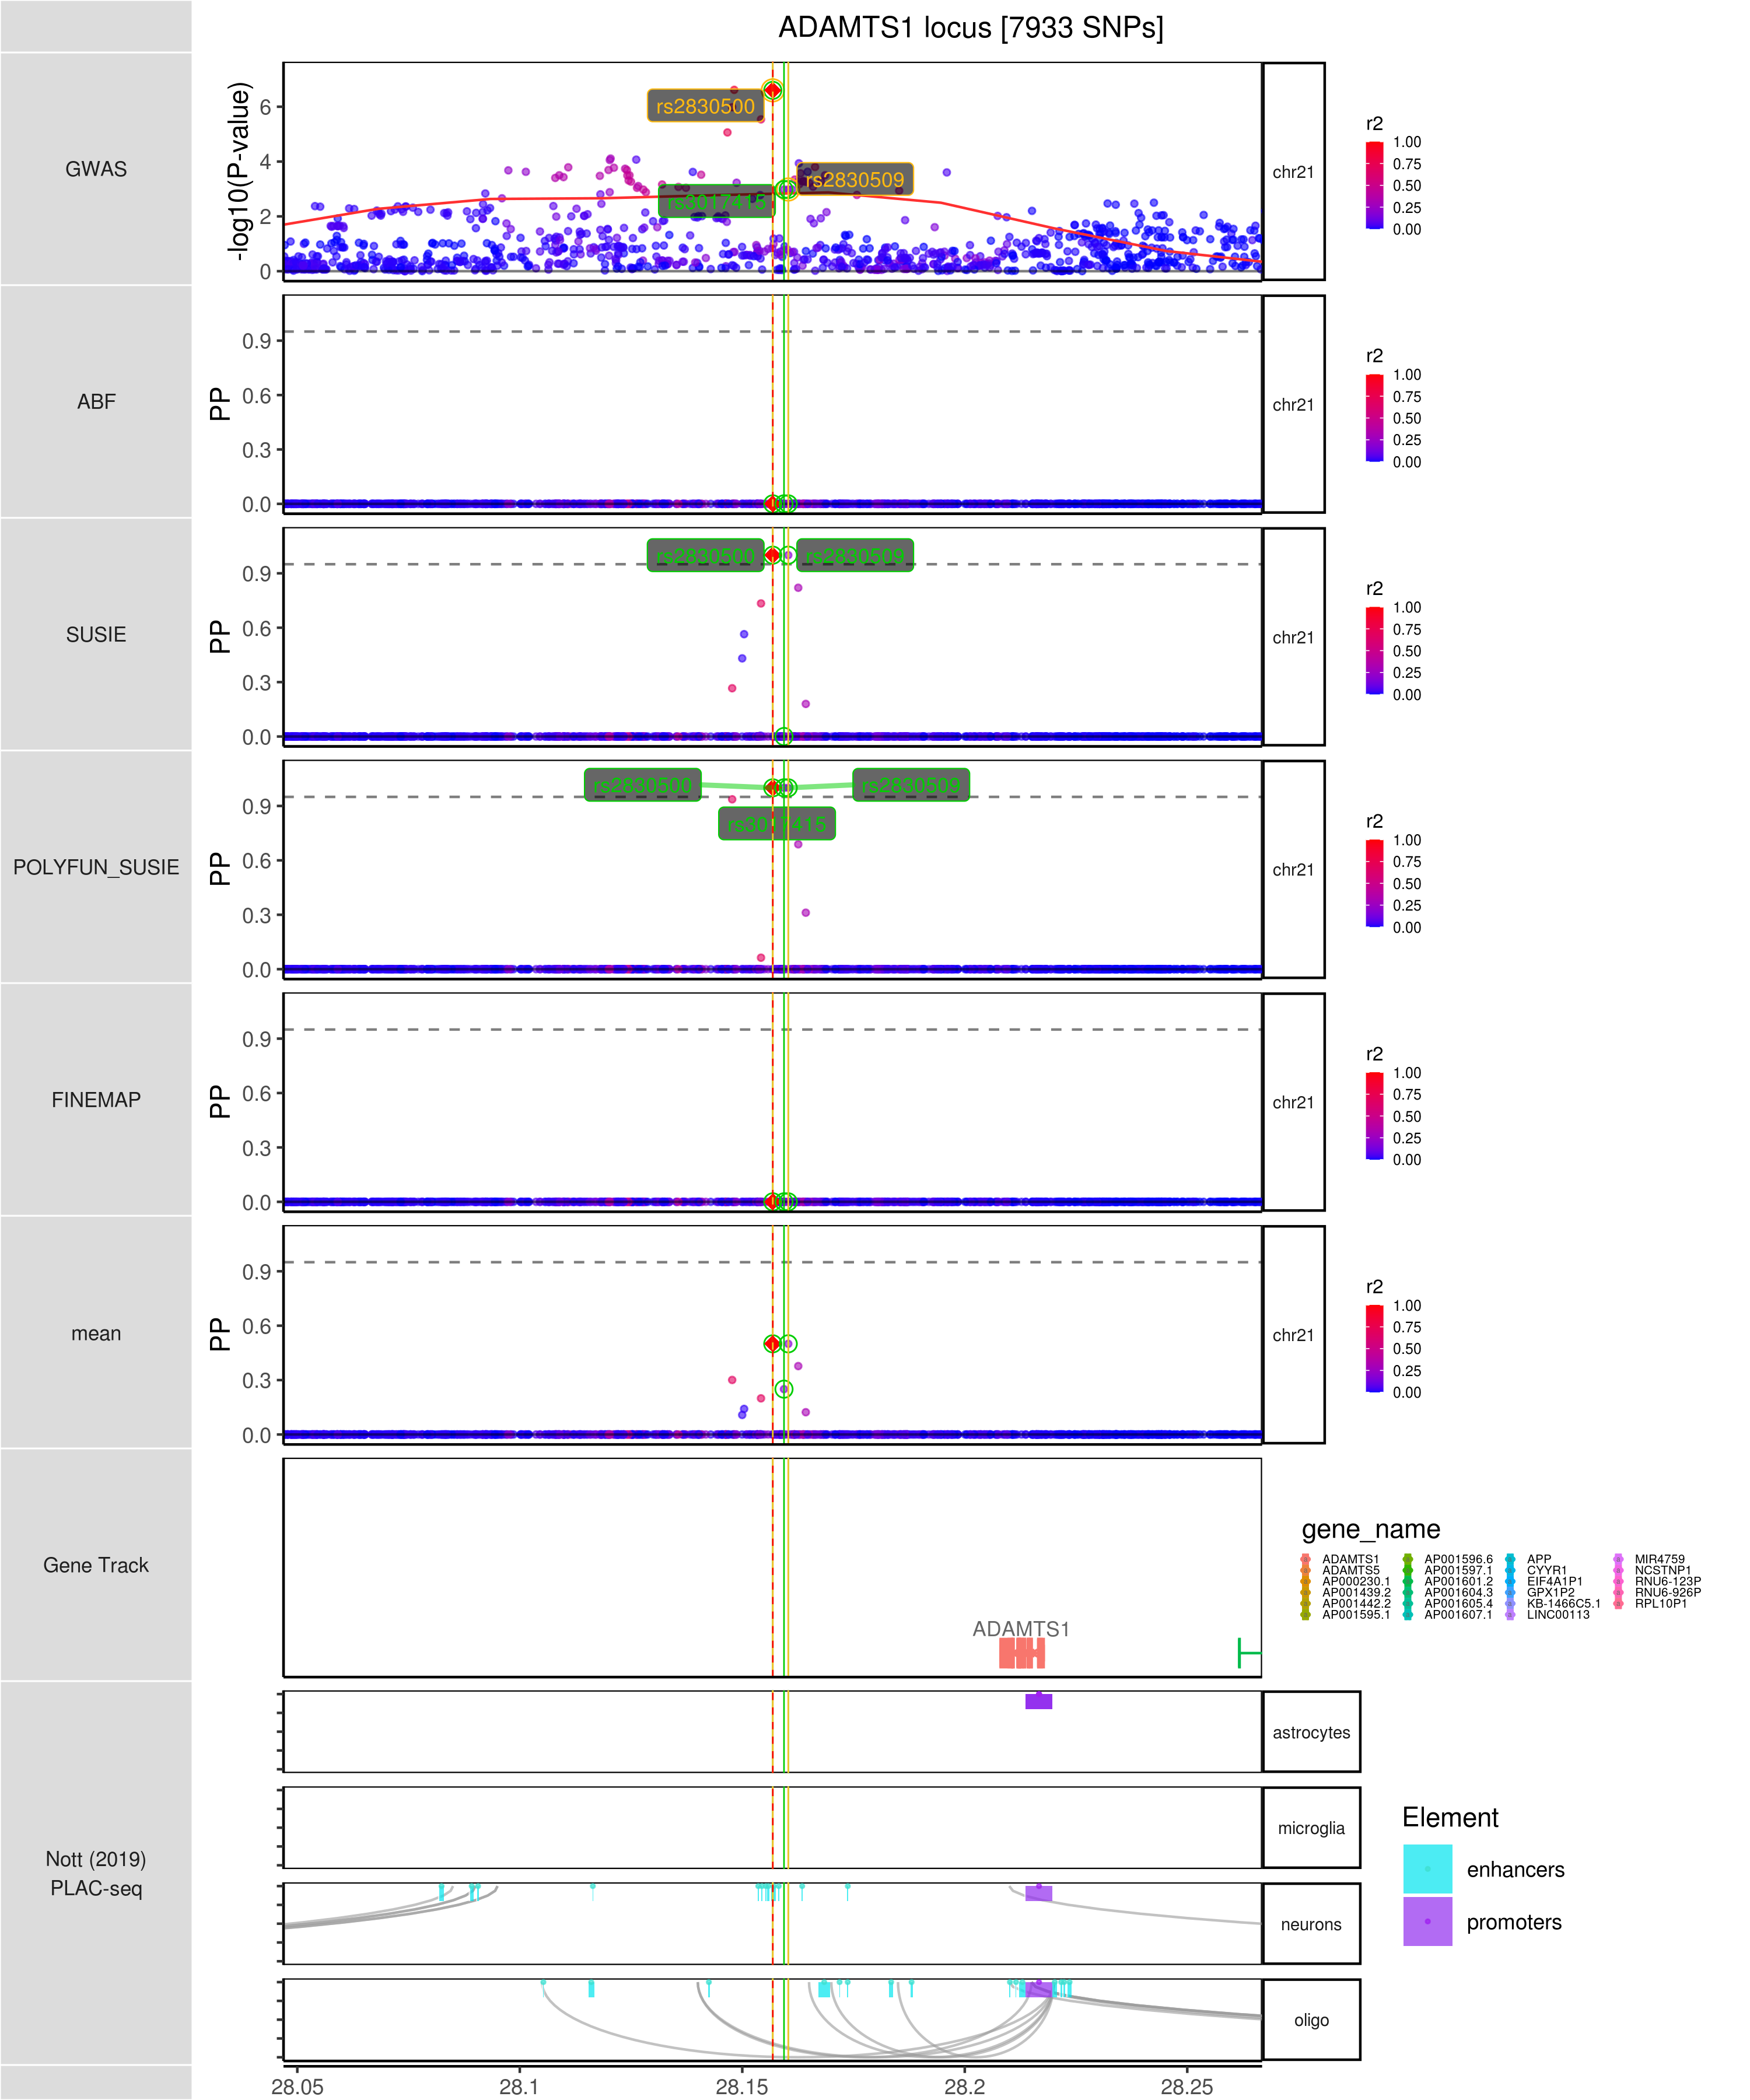 ADAMTS1 locus [7933 SNPs]
GWAS
-log10(P-value)
6
4
2
0
rs2830500
rs2830509
rs3017415
chr21
r2
1.00
0.75
0.50
0.25
0.00
ABF
PP
0.9
0.6
0.3
0.0
chr21
r2
1.00
0.75
0.50
0.25
0.00
SUSIE
PP
0.9
0.6
0.3
0.0
rs2830500
rs2830509
chr21
r2
1.00
0.75
0.50
0.25
0.00
POLYFUN_SUSIE
PP
0.9
0.6
0.3
0.0
rs2830500
rs2830509
rs3017415
chr21
r2
1.00
0.75
0.50
0.25
0.00
FINEMAP
PP
0.9
0.6
0.3
0.0
chr21
r2
1.00
0.75
0.50
0.25
0.00
mean
PP
0.9
0.6
0.3
0.0
chr21
r2
1.00
0.75
0.50
0.25
0.00
Gene Track
ADAMTS1
gene_name
ADAMTS1
ADAMTS5
AP000230.1
AP001439.2
AP001442.2
AP001595.1
AP001596.6
AP001597.1
AP001601.2
AP001604.3
AP001605.4
AP001607.1
APP
CYYR1
EIF4A1P1
GPX1P2
KB-1466C5.1
LINC00113
MIR4759
NCSTNP1
RNU6-123P
RNU6-926P
RPL10P1
Nott (2019)
PLAC-seq
astrocytes
microglia
neurons
oligo
Element
enhancers
promoters
28.05
28.1
28.15
28.2
28.25